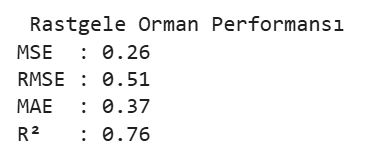 Rastgele Orman Performansı
MSE  : 0.26
RMSE : 0.51
MAE  : 0.37
R²   : 0.76